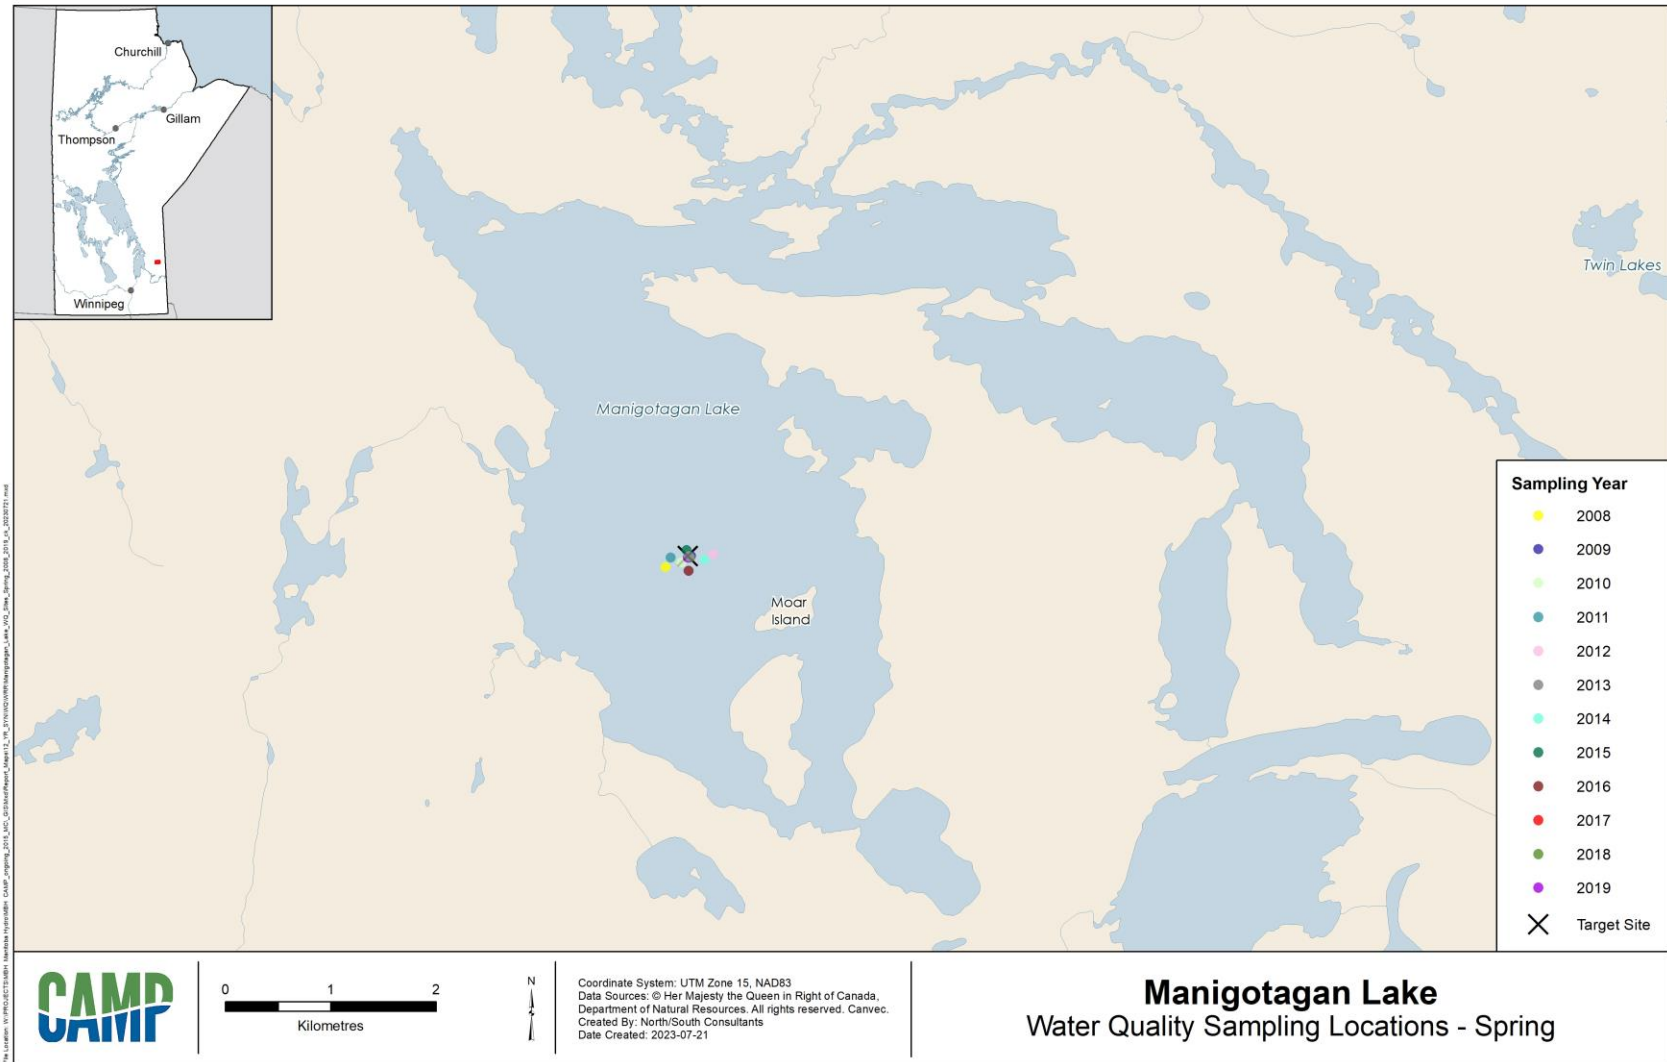 Churchill
Gillam
Thompson
Winnipeg
Twin Lakes
Manigotagan Lake
Moar
Island
Sampling Year
2008
2009
2010
2011
2012
2013
2014
2015
2016
2017
2018
2019
Target Site
CAMP
0 1 2
Kilometres
N
Coordinate System: UTM Zone 15, NAD83
Data Sources: © Her Majesty the Queen in Right of Canada,
Department of Natural Resources. All rights reserved. Canvec.
Created By: North/South Consultants
Date Created: 2023-07-21
Manigotagan Lake
Water Quality Sampling Locations - Spring